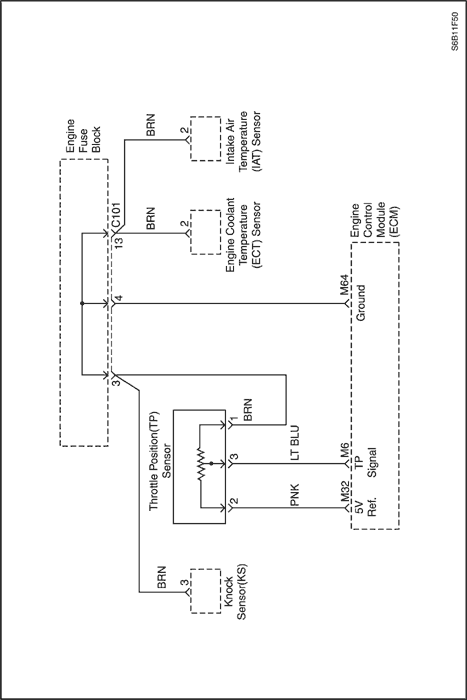 S6B11F50
Engine
Fuse
Block
BRN
2
Intake Air
Temperature
(IAT) Sensor
C101
13
BRN
2
Engine Coolant
Temperature
(ECT) Sensor
4
M64
Ground
Engine
Control
Module
(ECM)
3
Throttle Position(TP)
Sensor
1
BRN
3
LT BLU
M6
TP
Signal
2
PNK
M32
5V
Ref.
BRN
3
Knock
Sensor(KS)